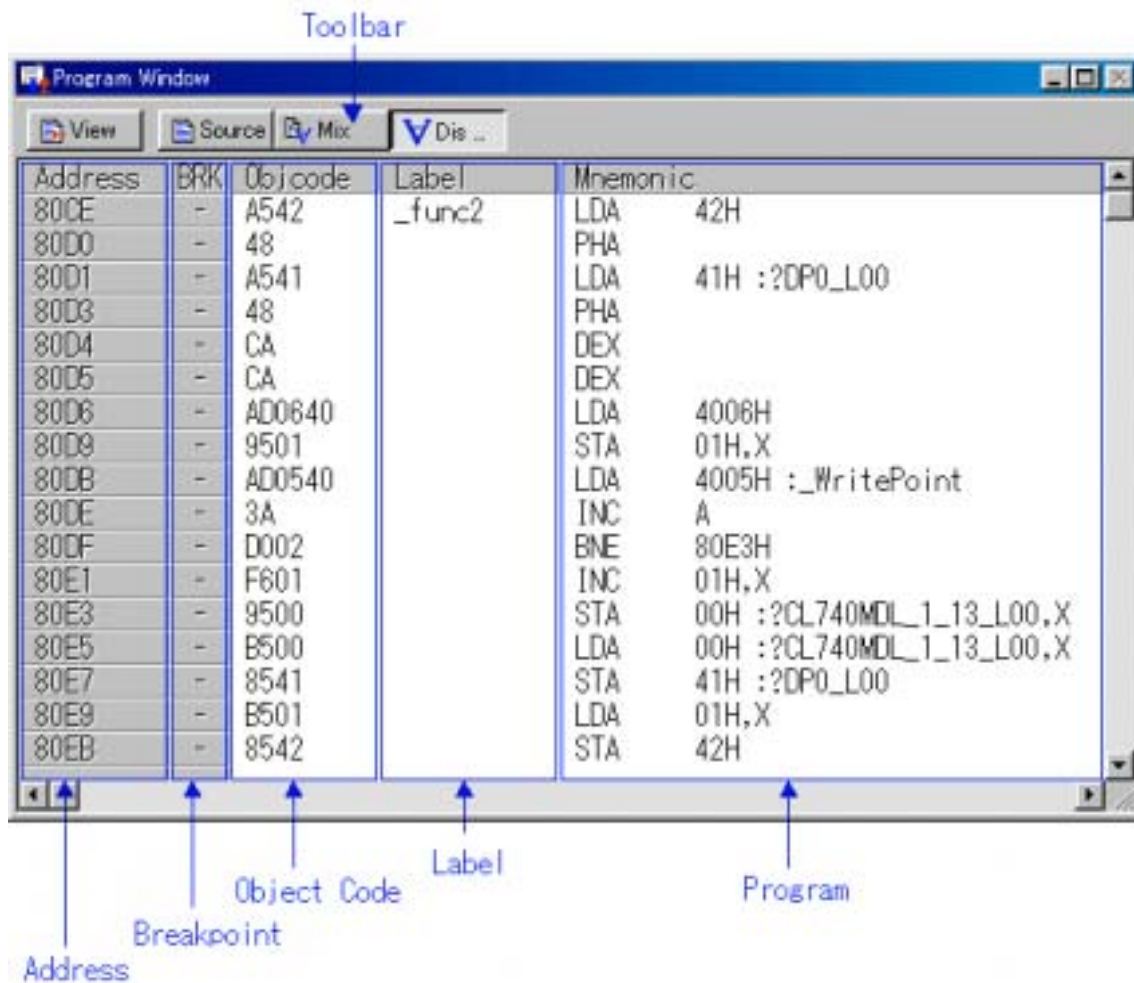 Toolbar
Program Window
View Source Mix Dis ..
Address BRK Objcode Label Mnemonic
80CE - A542 _func2 LDA 42H
80D0 - 48 PHA
80D1 - A541 LDA 41H :?DP0_L00
80D3 - 48 PHA
80D4 - CA DEX
80D5 - CA DEX
80D6 - AD0640 LDA 4006H
80D9 - 9501 STA 01H,X
80DB - AD0540 LDA 4005H :_WritePoint
80DE - 3A INC A
80DF - D002 BNE 80E3H
80E1 - F601 INC 01H,X
80E3 - 9500 STA 00H :?CL740MDL_1_13_L00,X
80E5 - B500 LDA 00H :?CL740MDL_1_13_L00,X
80E7 - 8541 STA 41H :?DP0_L00
80E9 - B501 LDA 01H,X
80EB - 8542 STA 42H
Label
Object Code Program
Breakpoint
Address